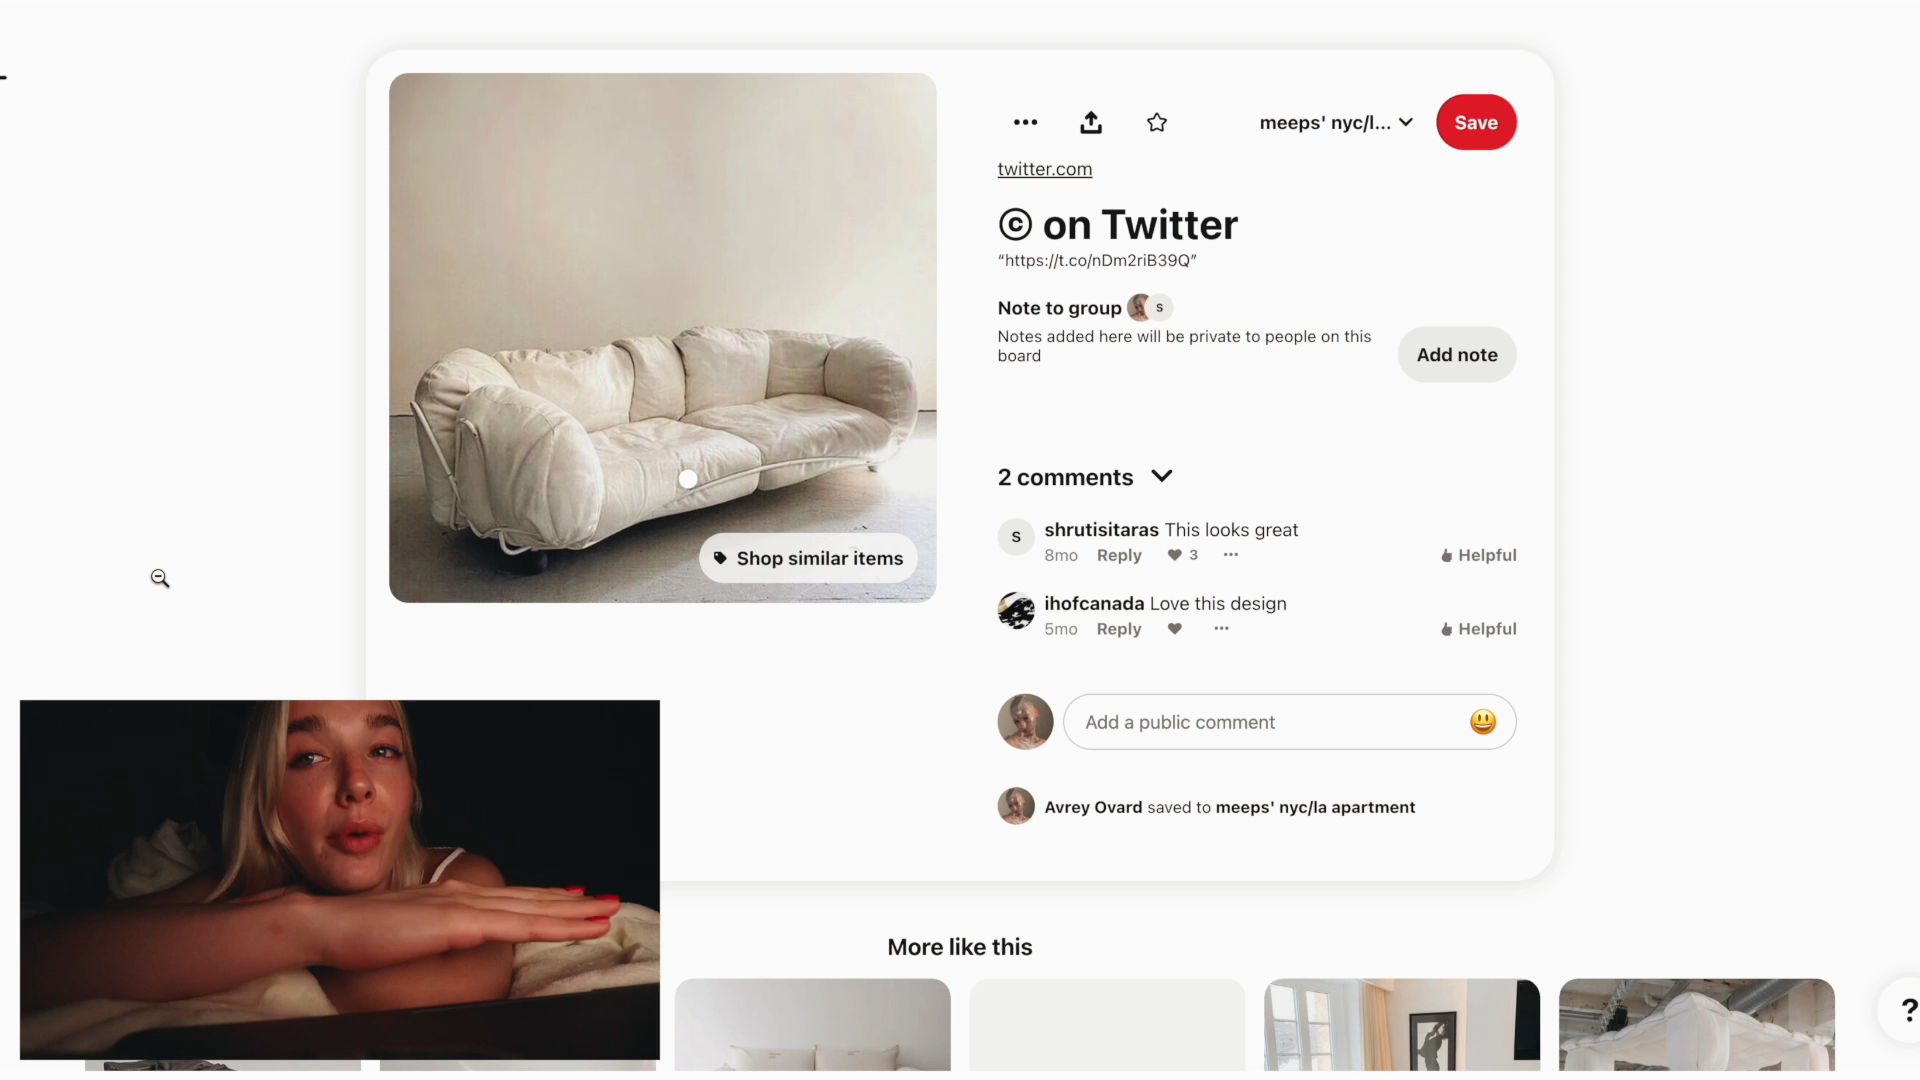 meeps' nyc/l...
Save
twitter.com
© on Twitter
“https://t.co/nDm2riB39Q”
Note to group
S
Notes added here will be private to people on this
board
Add note
2 comments
S
shrutisitaras This looks great
8mo Reply 3 Helpful
ihofcanada Love this design
5mo Reply Helpful
Add a public comment
Avrey Ovard saved to meeps' nyc/la apartment
Shop similar items
More like this
?